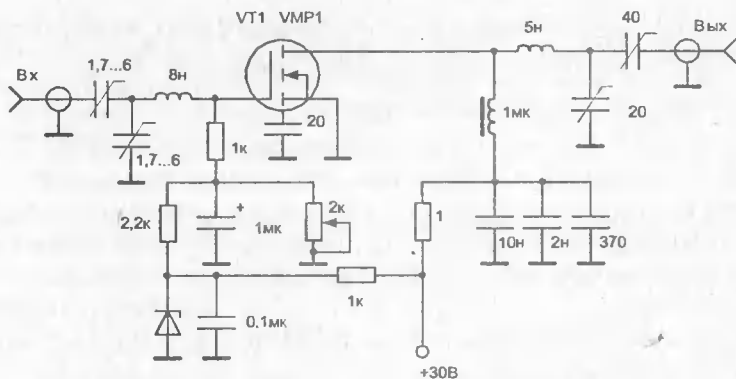 VT1 VMP1
5н
40
Вых
Вх
1,7...6
8н
20
1мк
20
1,7...6
1к
2,2к
1мк
2к
1
10н
2н
370
1к
0,1мк
+30В